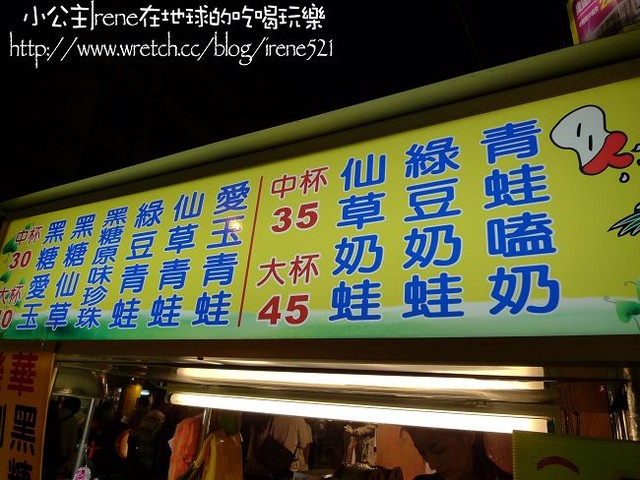 小公主Irene在地球的吃喝玩樂
http://www.wretch.cc/blog/irene521
青蛙嗑奶
綠豆奶蛙
仙草奶蛙
中杯35
大杯45
愛玉青蛙
仙草青蛙
綠豆青蛙
黑糖原味珍珠
黑糖仙草
黑糖愛玉
中杯30
大杯
華
黑糖